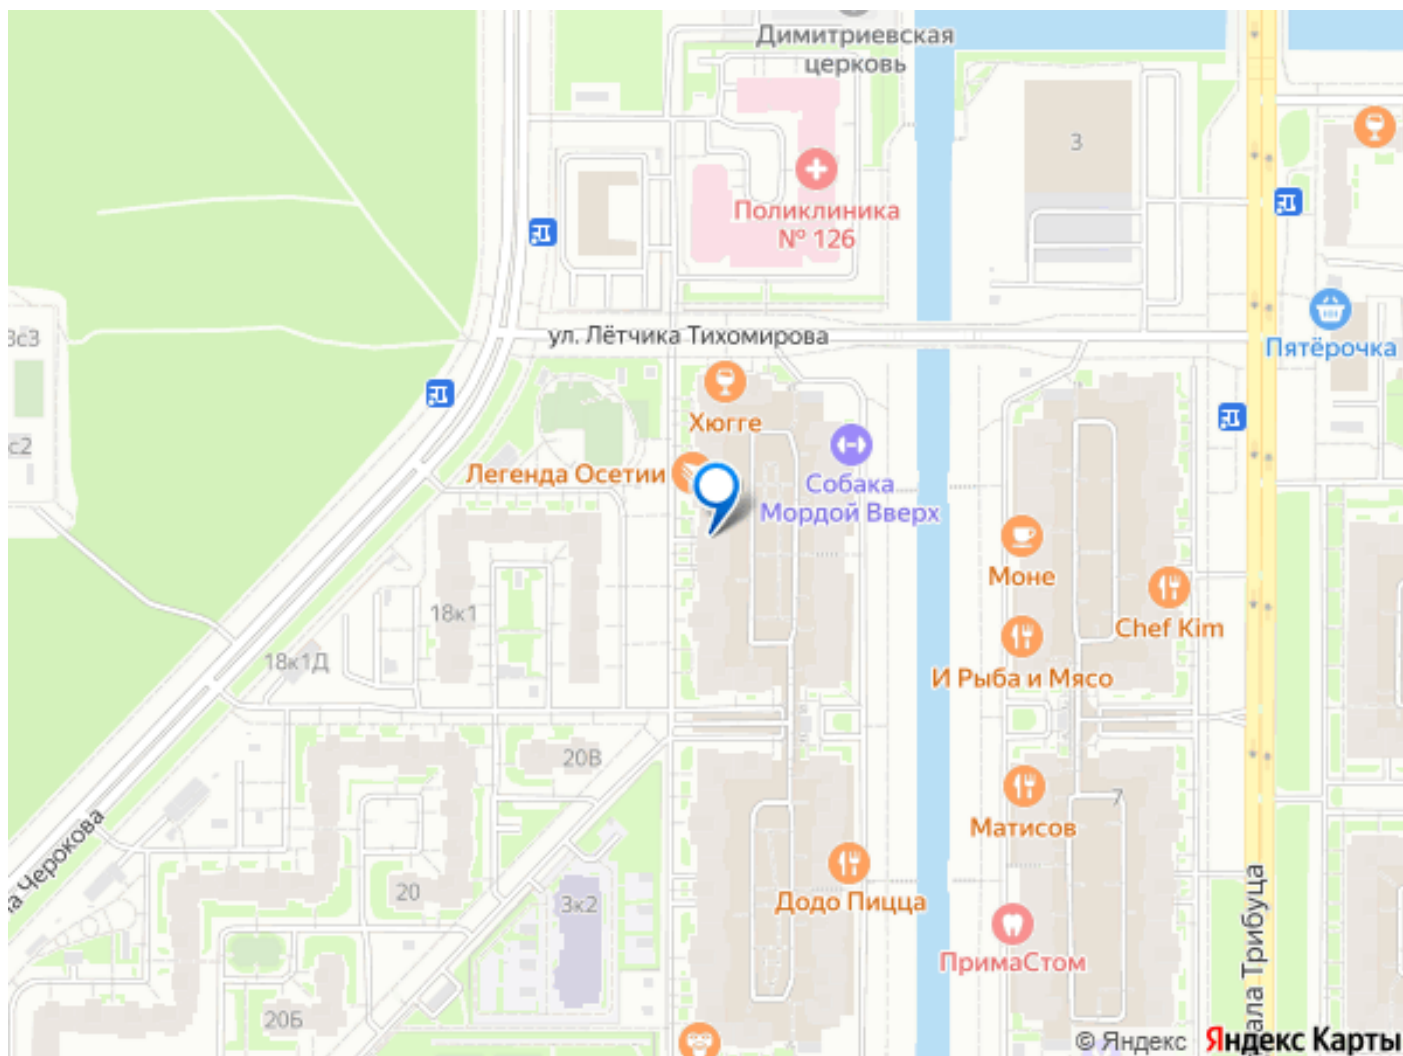 Димитриевская
церковь
3
Поликлиника
№ 126
ул. Лётчика Тихомирова
Пятёрочка
3с3
Хюгге
с2
Легенда Осетии
Собака
Мордой Вверх
Моне
18к1
Chef Kim
18к1Д
И Рыба и Мясо
20В
7
Матисов
а Черокова
20
3к2
Додо Пицца
ПримаСтом
ала Трибуца
20Б
© Яндекс Яндекс Карты